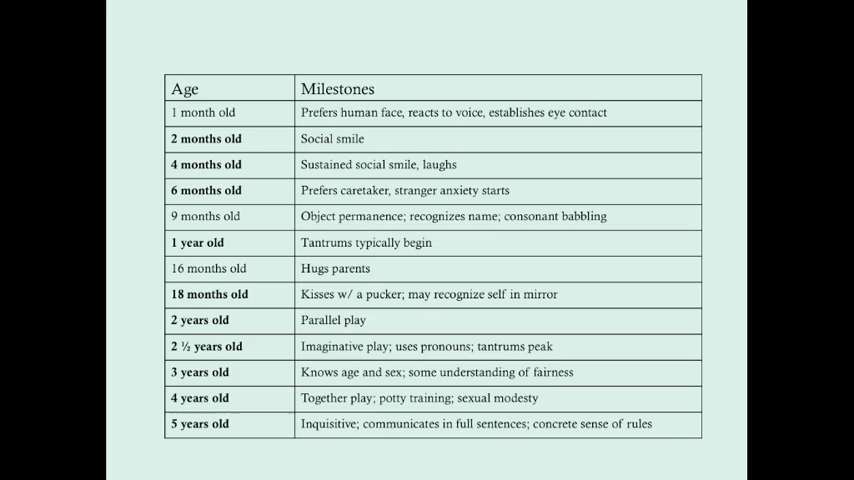 Age Milestones
1 month old Prefers human face, reacts to voice, establishes eye contact
2 months old Social smile
4 months old Sustained social smile, laughs
6 months old Prefers caretaker, stranger anxiety starts
9 months old Object permanence; recognizes name; consonant babbling
1 year old Tantrums typically begin
16 months old Hugs parents
18 months old Kisses w/ a pucker; may recognize self in mirror
2 years old Parallel play
2 ½ years old Imaginative play; uses pronouns; tantrums peak
3 years old Knows age and sex; some understanding of fairness
4 years old Together play; potty training; sexual modesty
5 years old Inquisitive; communicates in full sentences; concrete sense of rules